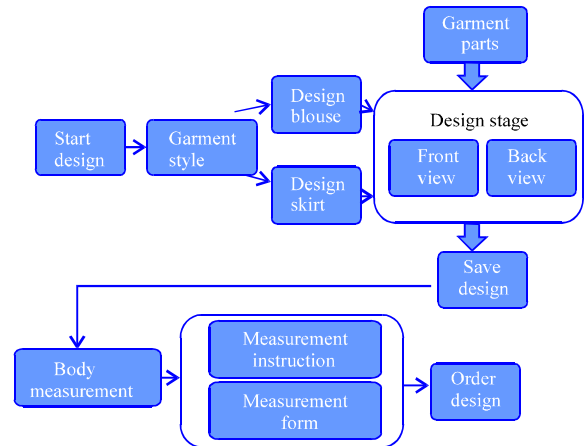 Garment
parts
Design
blouse
Start
design
Garment
style
Design
skirt
Design stage
Front
view
Back
view
Save
design
Body
measurement
Measurement
instruction
Measurement
form
Order
design